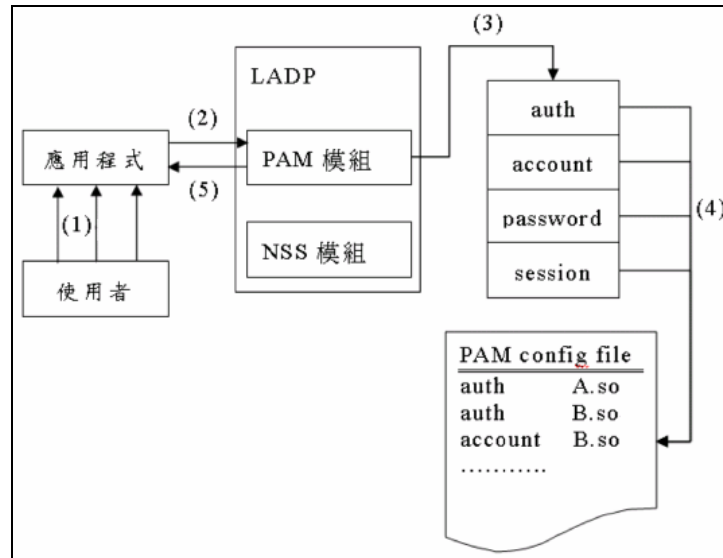 (3)
LADP
(2)
auth
應用程式
PAM 模組
account
(5)
(4)
(1)
password
NSS 模組
session
使用者
PAM config file
auth A.so
auth B.so
account B.so
...........